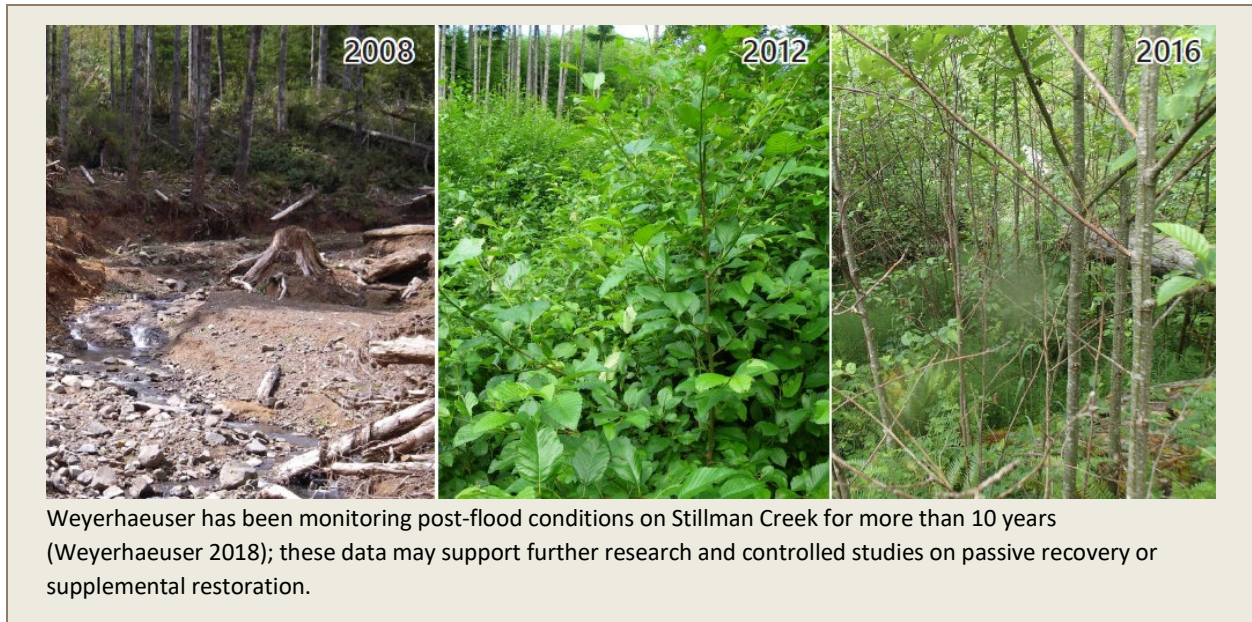 2008
2012
2016
Weyerhaeuser has been monitoring post-flood conditions on Stillman Creek for more than 10 years
(Weyerhaeuser 2018); these data may support further research and controlled studies on passive recovery or
supplemental restoration.